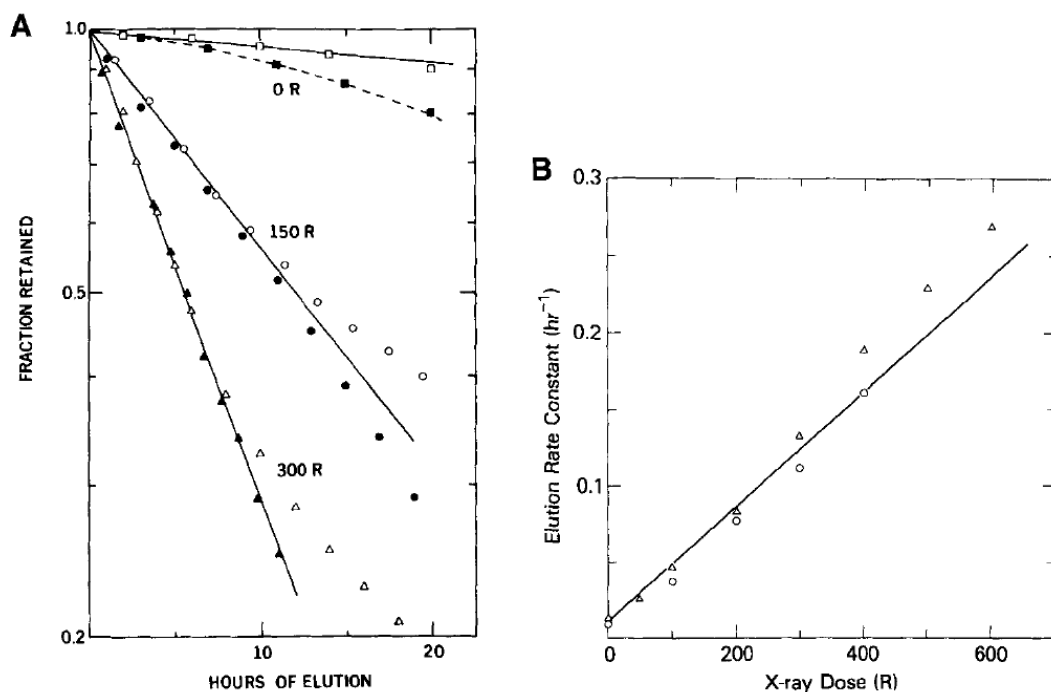 A
1.0
0.5
0.2
10
20
0 R
150 R
300 R
FRACTION RETAINED
HOURS OF ELUTION
B
0.3
0.2
0.1
0
200
400
600
Elution Rate Constant (hr⁻¹)
X-ray Dose (R)